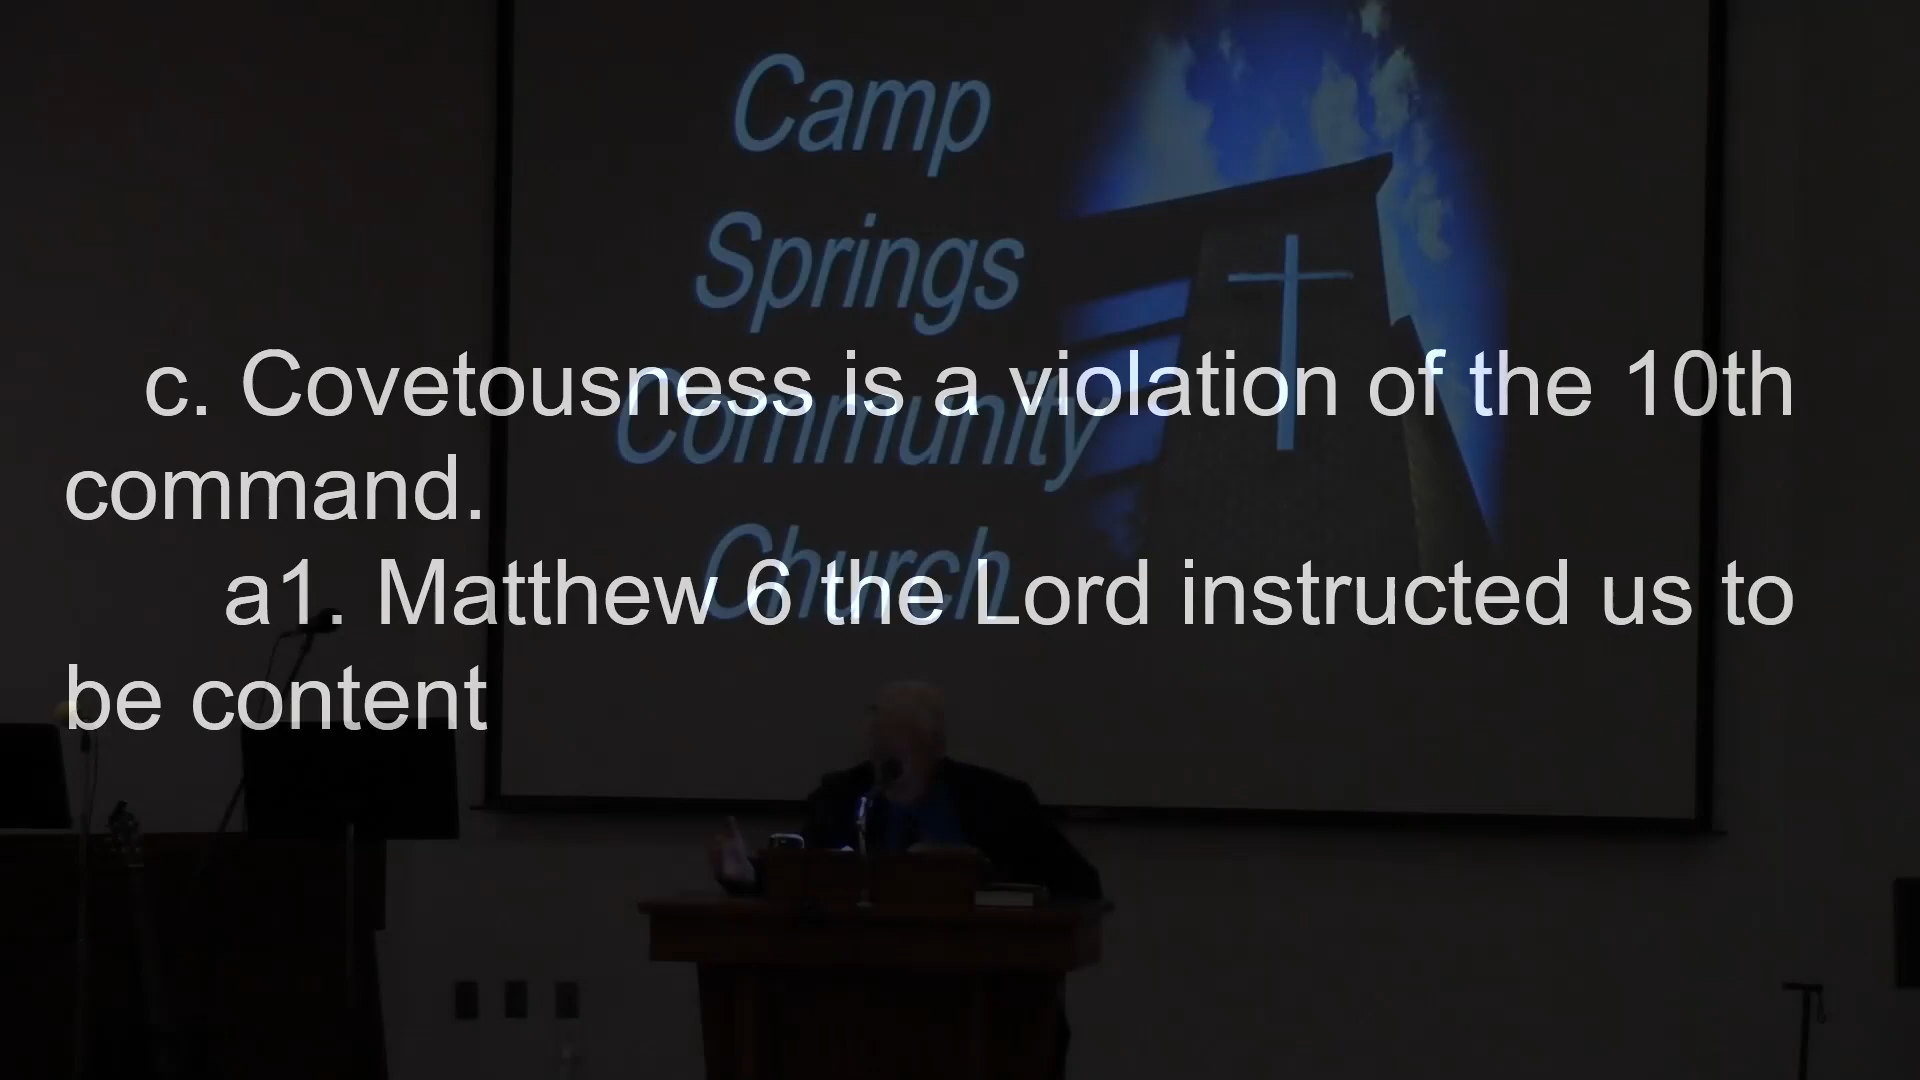 Camp
Springs
Community
Church
c. Covetousness is a violation of the 10th
command.
a1. Matthew 6 the Lord instructed us to
be content